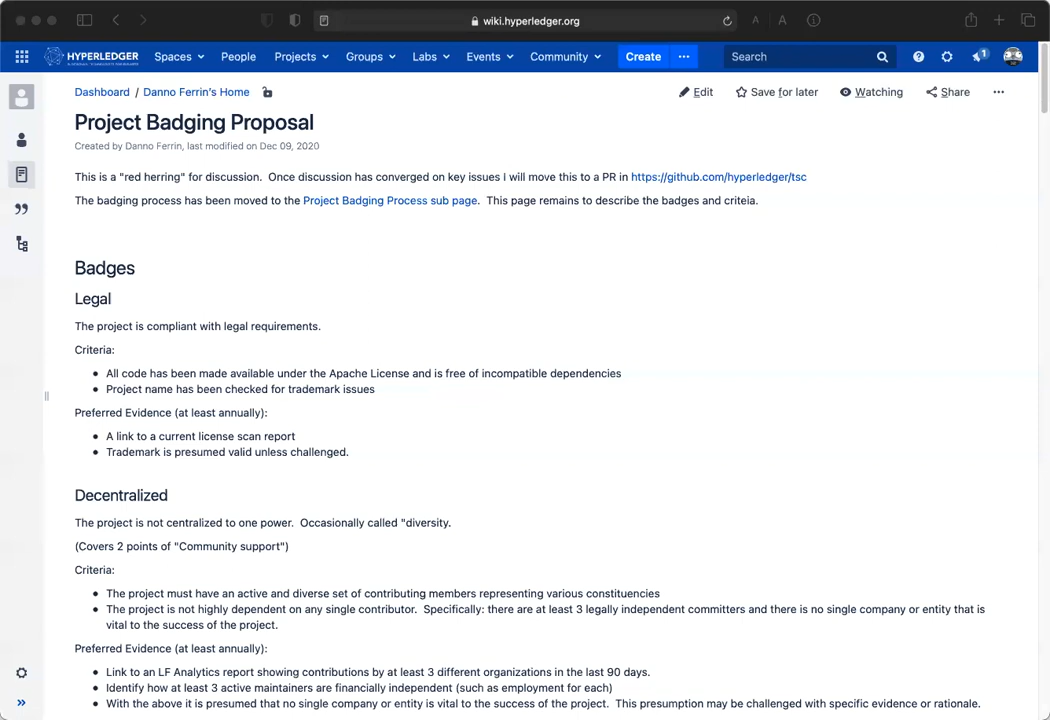 wiki.hyperledger.org
A A
HYPERLEDGER Spaces People Projects Groups Labs Events Community Create ... Search 1
Dashboard / Danno Ferrin's Home Edit Save for later Watching Share ...
Project Badging Proposal
Created by Danno Ferrin, last modified on Dec 09, 2020
This is a "red herring" for discussion. Once discussion has converged on key issues I will move this to a PR in https://github.com/hyperledger/tsc
The badging process has been moved to the Project Badging Process sub page. This page remains to describe the badges and criteia.
Badges
Legal
The project is compliant with legal requirements.
Criteria:
• All code has been made available under the Apache License and is free of incompatible dependencies
• Project name has been checked for trademark issues
Preferred Evidence (at least annually):
• A link to a current license scan report
• Trademark is presumed valid unless challenged.
Decentralized
The project is not centralized to one power. Occasionally called "diversity.
(Covers 2 points of "Community support")
Criteria:
• The project must have an active and diverse set of contributing members representing various constituencies
• The project is not highly dependent on any single contributor. Specifically: there are at least 3 legally independent committers and there is no single company or entity that is
vital to the success of the project.
Preferred Evidence (at least annually):
• Link to an LF Analytics report showing contributions by at least 3 different organizations in the last 90 days.
• Identify how at least 3 active maintainers are financially independent (such as employment for each)
• With the above it is presumed that no single company or entity is vital to the success of the project. This presumption may be challenged with specific evidence or rationale.